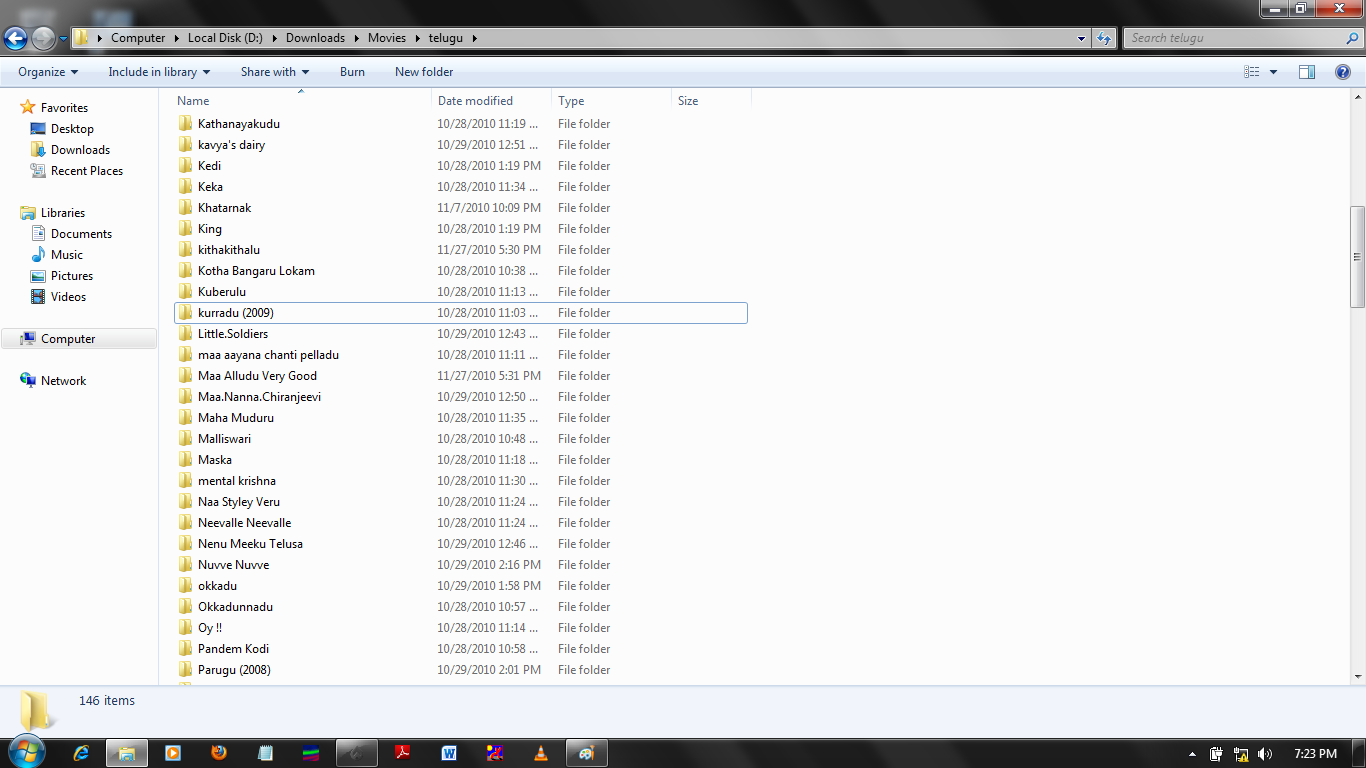 Computer ▸ Local Disk (D:) ▸ Downloads ▸ Movies ▸ telugu ▸
Search telugu
Organize Include in library Share with Burn New folder
Favorites
Desktop
Downloads
Recent Places
Libraries
Documents
Music
Pictures
Videos
Computer
Network
Name Date modified Type Size
Kathanayakudu 10/28/2010 11:19 ... File folder
kavya's dairy 10/29/2010 12:51 ... File folder
Kedi 10/28/2010 1:19 PM File folder
Keka 10/28/2010 11:34 ... File folder
Khatarnak 11/7/2010 10:09 PM File folder
King 10/28/2010 1:19 PM File folder
kithakithalu 11/27/2010 5:30 PM File folder
Kotha Bangaru Lokam 10/28/2010 10:38 ... File folder
Kuberulu 10/28/2010 11:13 ... File folder
kurradu (2009) 10/28/2010 11:03 ... File folder
Little.Soldiers 10/29/2010 12:43 ... File folder
maa aayana chanti pelladu 10/28/2010 11:11 ... File folder
Maa Alludu Very Good 11/27/2010 5:31 PM File folder
Maa.Nanna.Chiranjeevi 10/29/2010 12:50 ... File folder
Maha Muduru 10/28/2010 11:35 ... File folder
Malliswari 10/28/2010 10:48 ... File folder
Maska 10/28/2010 11:18 ... File folder
mental krishna 10/28/2010 11:30 ... File folder
Naa Styley Veru 10/28/2010 11:24 ... File folder
Neevalle Neevalle 10/28/2010 11:24 ... File folder
Nenu Meeku Telusa 10/29/2010 12:46 ... File folder
Nuvve Nuvve 10/29/2010 2:16 PM File folder
okkadu 10/29/2010 1:58 PM File folder
Okkadunnadu 10/28/2010 10:57 ... File folder
Oy !! 10/28/2010 11:14 ... File folder
Pandem Kodi 10/28/2010 10:58 ... File folder
Parugu (2008) 10/29/2010 2:01 PM File folder
146 items
7:23 PM